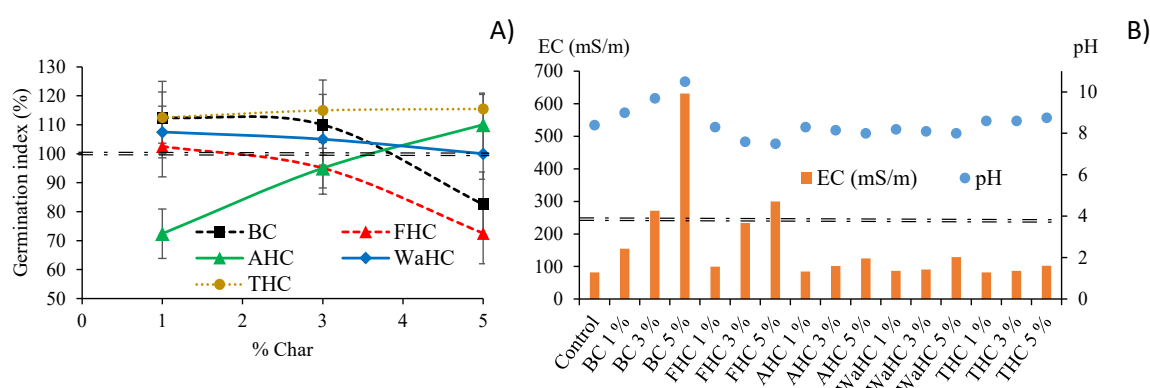 A)
Germination index (%)
130
120
110
100
90
80
70
60
50
0
1
2
3
4
5
% Char
BC
FHC
AHC
WaHC
THC
B)
EC (mS/m)
pH
700
600
500
400
300
200
100
0
10
8
6
4
2
0
EC (mS/m)
pH
Control
BC 1 %
BC 3 %
BC 5 %
FHC 1 %
FHC 3 %
FHC 5 %
AHC 1 %
AHC 3 %
AHC 5 %
WaHC 1 %
WaHC 3 %
WaHC 5 %
THC 1 %
THC 3 %
THC 5 %